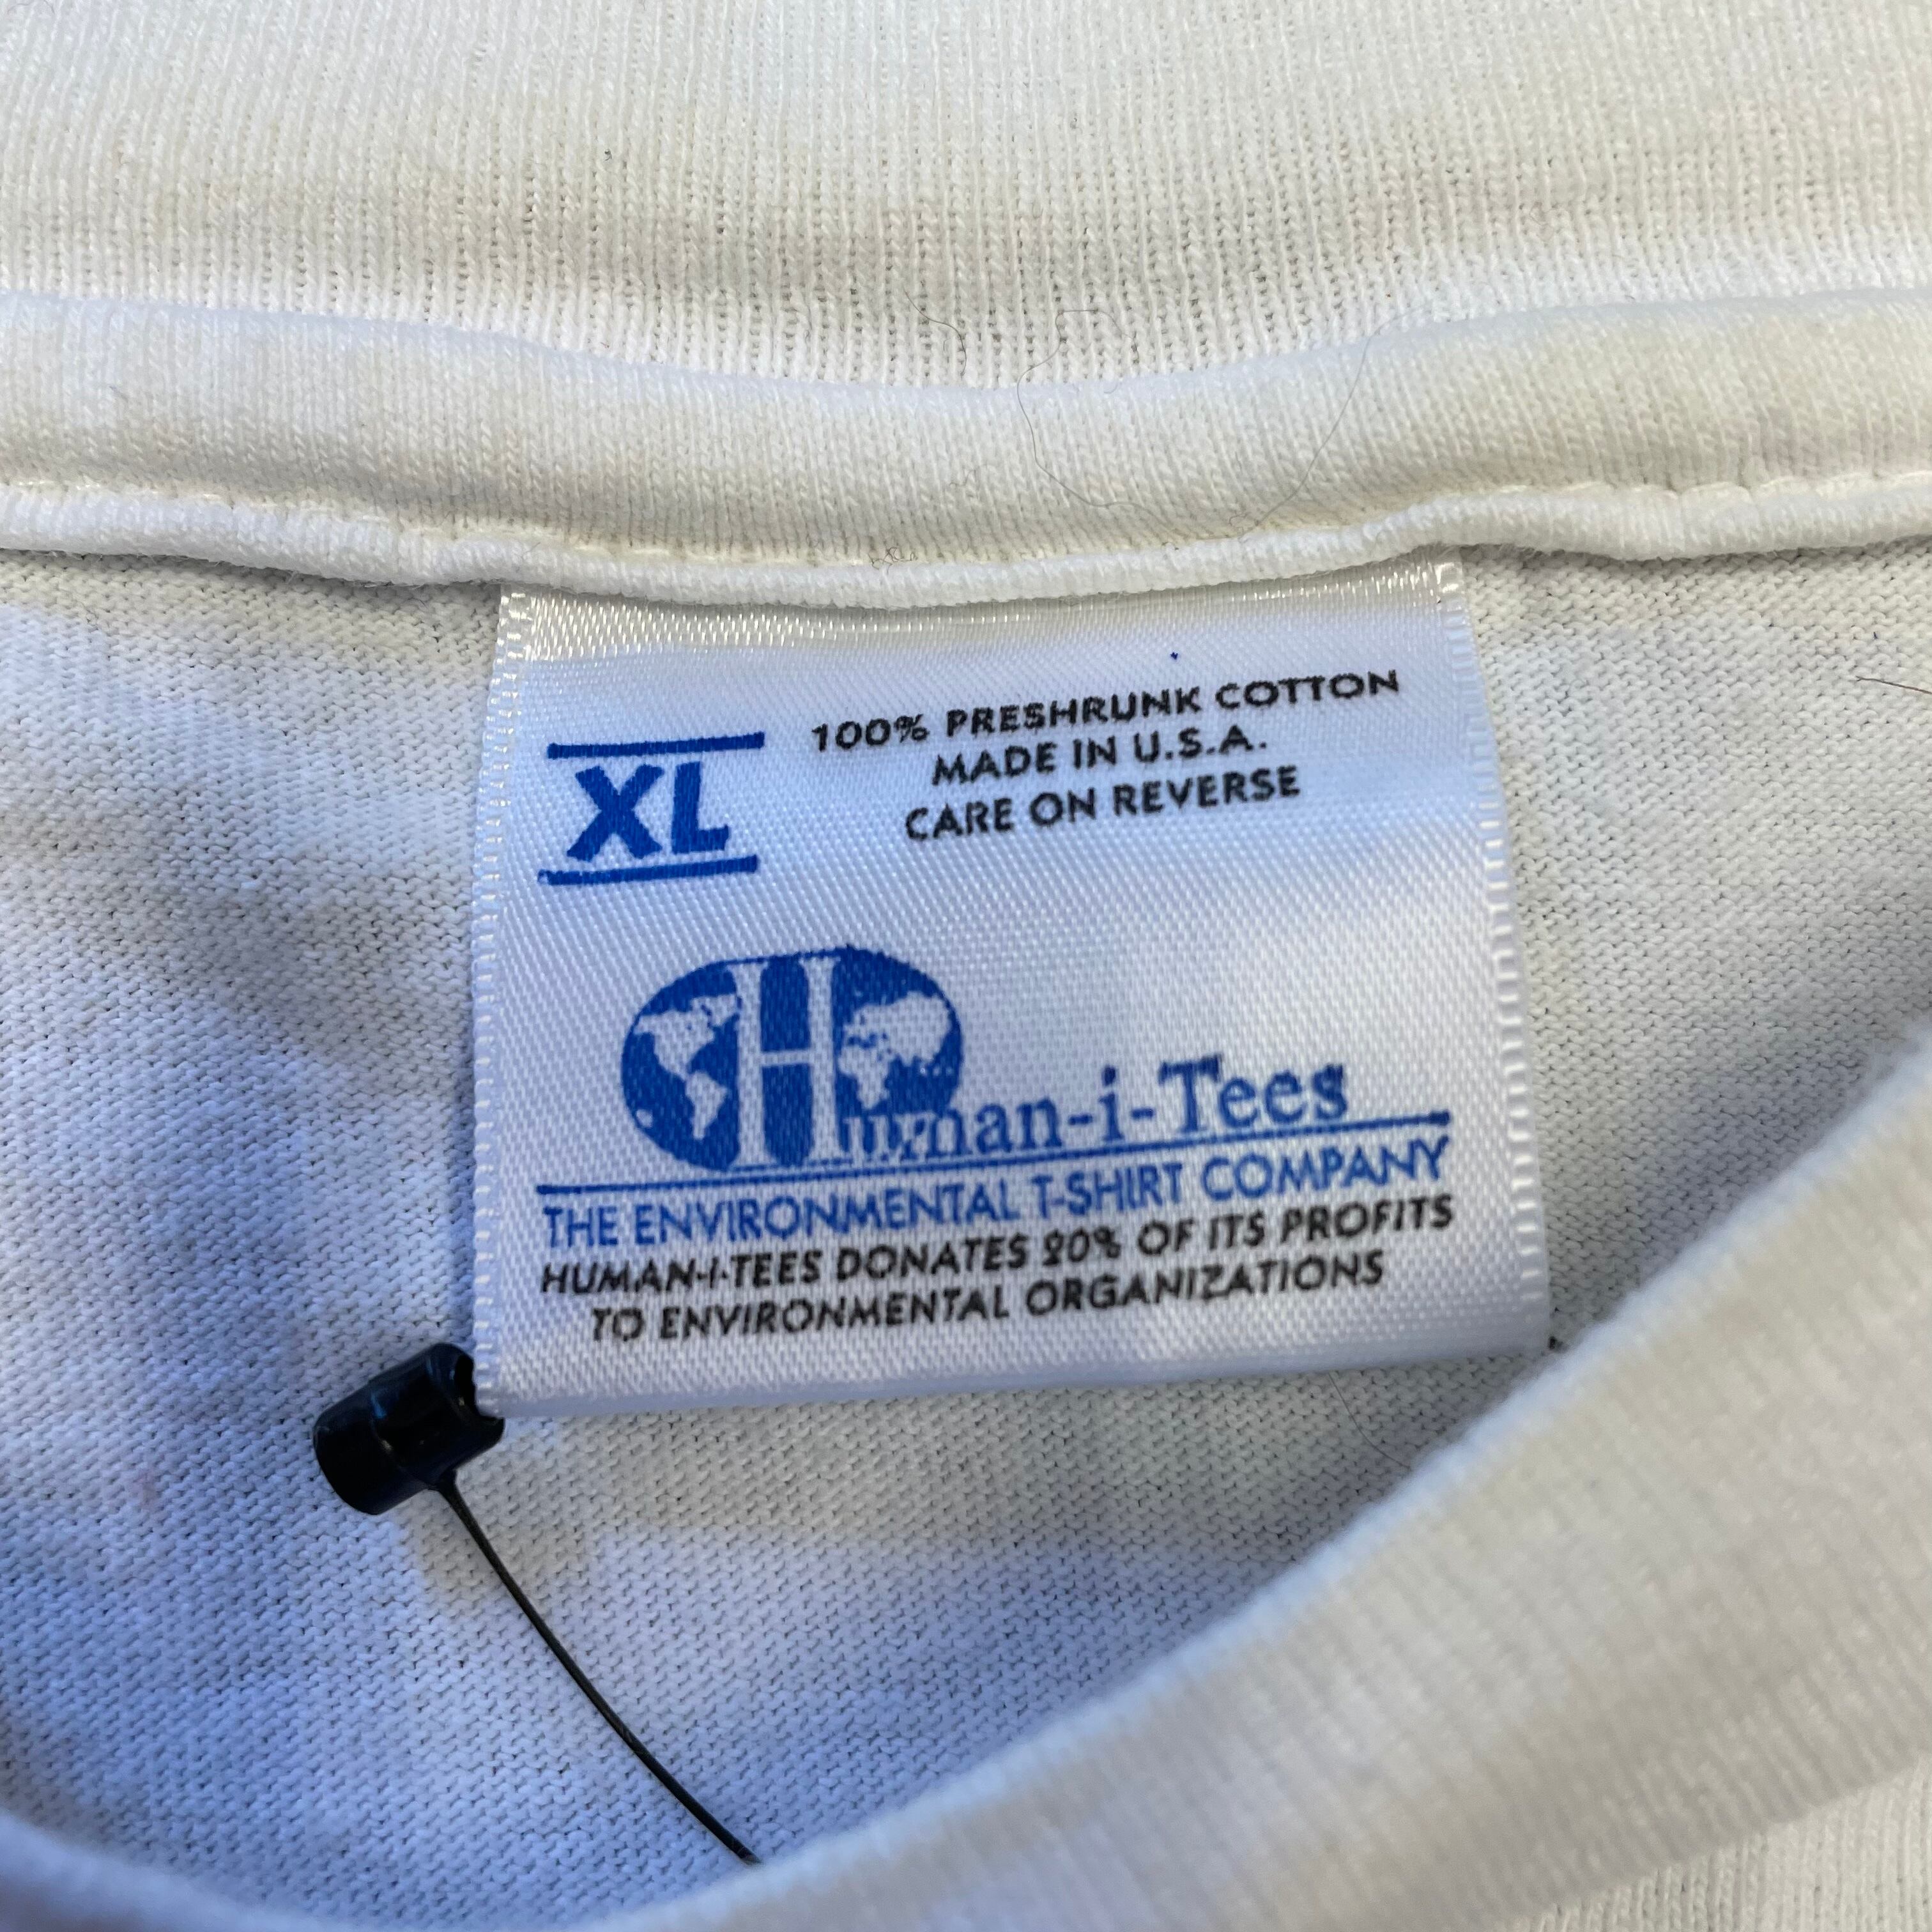 XL
100% PRESHRUNK COTTON
MADE IN U.S.A.
CARE ON REVERSE
Human-i-Tees
THE ENVIRONMENTAL T-SHIRT COMPANY
HUMAN-I-TEES DONATES 20% OF ITS PROFITS
TO ENVIRONMENTAL ORGANIZATIONS